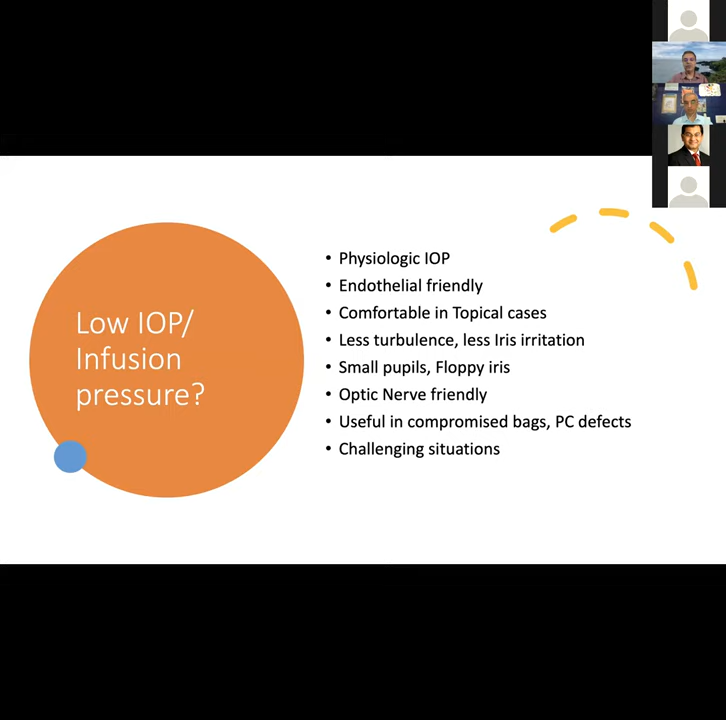 Low IOP/
Infusion
pressure?
• Physiologic IOP
• Endothelial friendly
• Comfortable in Topical cases
• Less turbulence, less Iris irritation
• Small pupils, Floppy iris
• Optic Nerve friendly
• Useful in compromised bags, PC defects
• Challenging situations